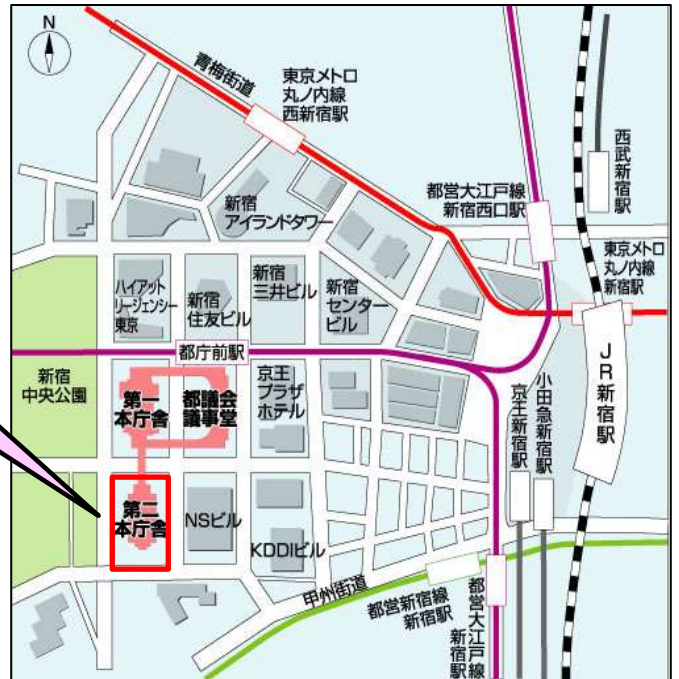 N
青梅街道
東京メトロ
丸ノ内線
西新宿駅
西武新宿駅
都営大江戸線
新宿西口駅
新宿
アイランドタワー
東京メトロ
丸ノ内線
新宿駅
ハイアット
リージェンシー
東京
新宿
住友ビル
新宿
三井ビル
新宿
センター
ビル
都庁前駅
JR新宿駅
新宿
中央公園
第一
本庁舎
都議会
議事堂
京王
プラザ
ホテル
小田急新宿駅
京王新宿駅
第二
本庁舎
NSビル
KDDIビル
甲州街道
都営新宿線
新宿駅
都営大江戸線
新宿駅